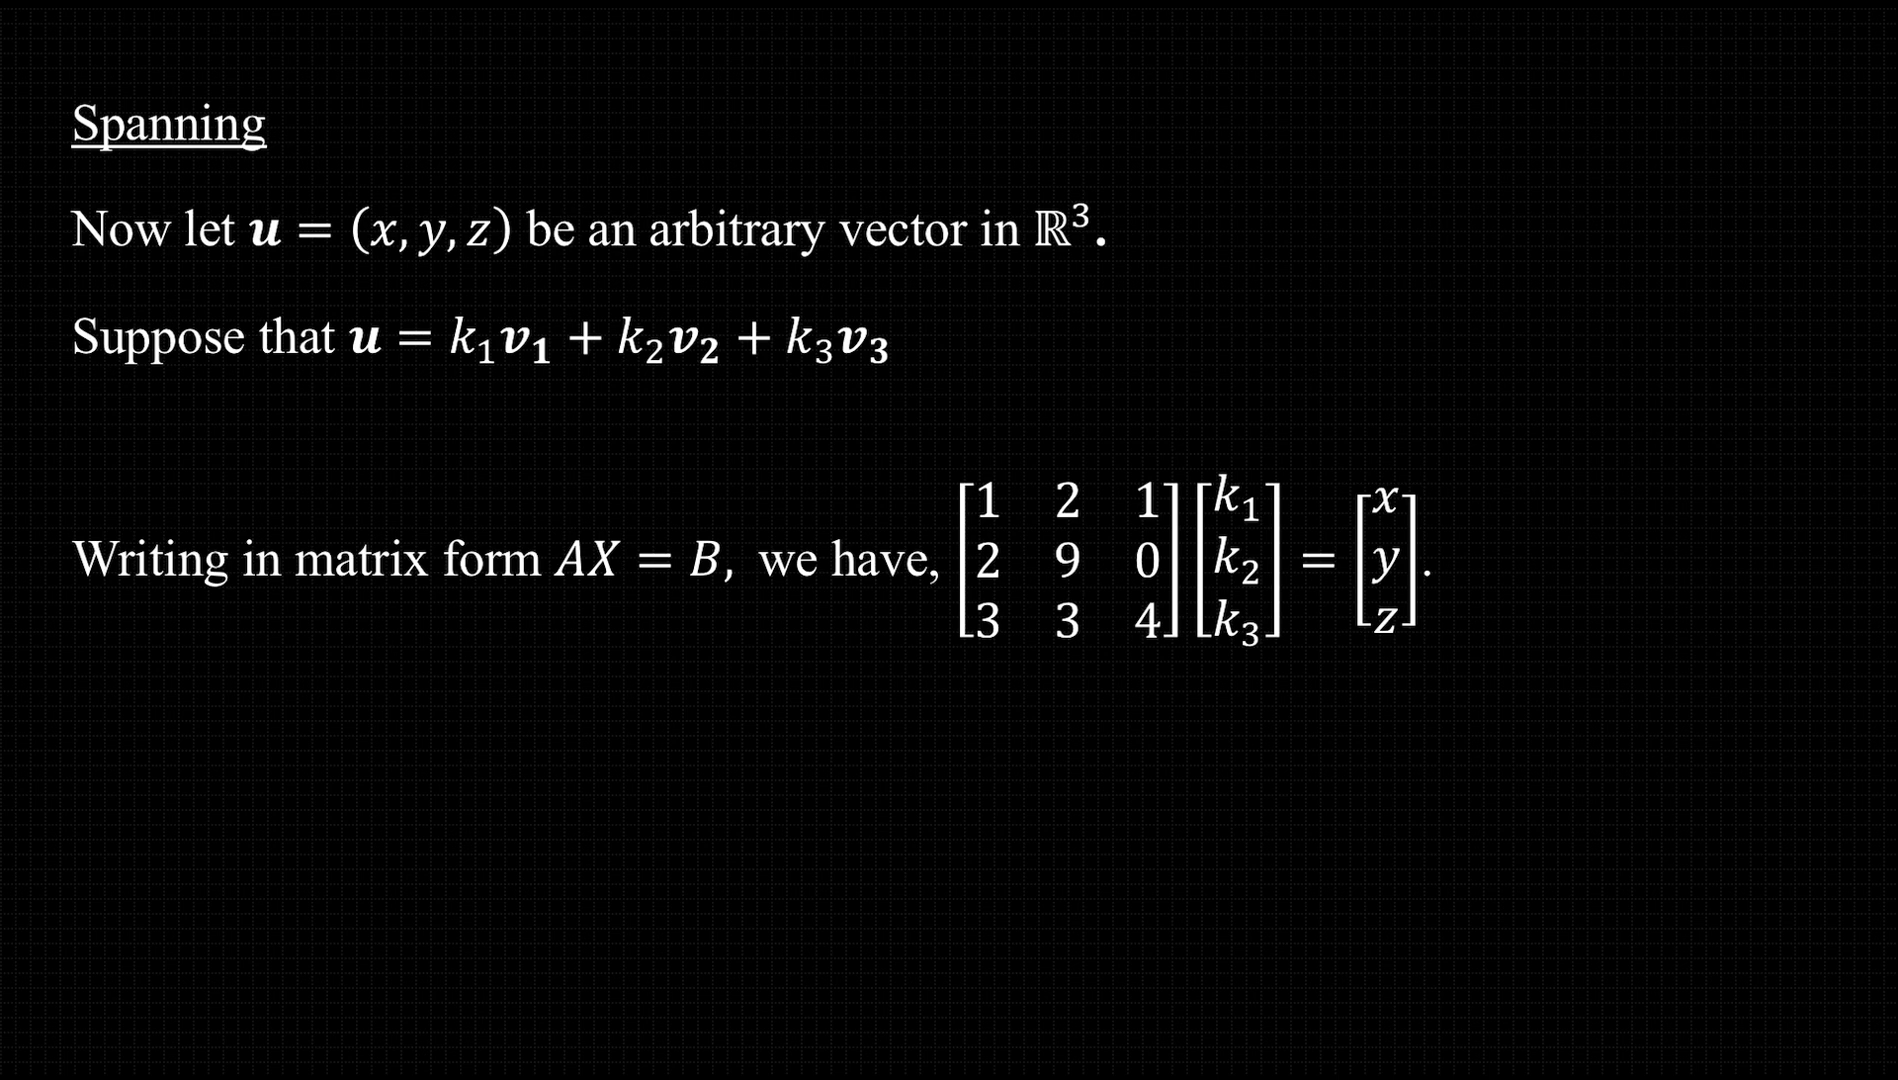 Spanning
Now let 𝒖 = (𝑥, 𝑦, 𝑧) be an arbitrary vector in ℝ³.
Suppose that 𝒖 = 𝑘₁𝒗₁ + 𝑘₂𝒗₂ + 𝑘₃𝒗₃
Writing in matrix form 𝐴𝑋 = 𝐵, we have, [1 2 1; 2 9 0; 3 3 4] [𝑘₁; 𝑘₂; 𝑘₃] = [𝑥; 𝑦; 𝑧].